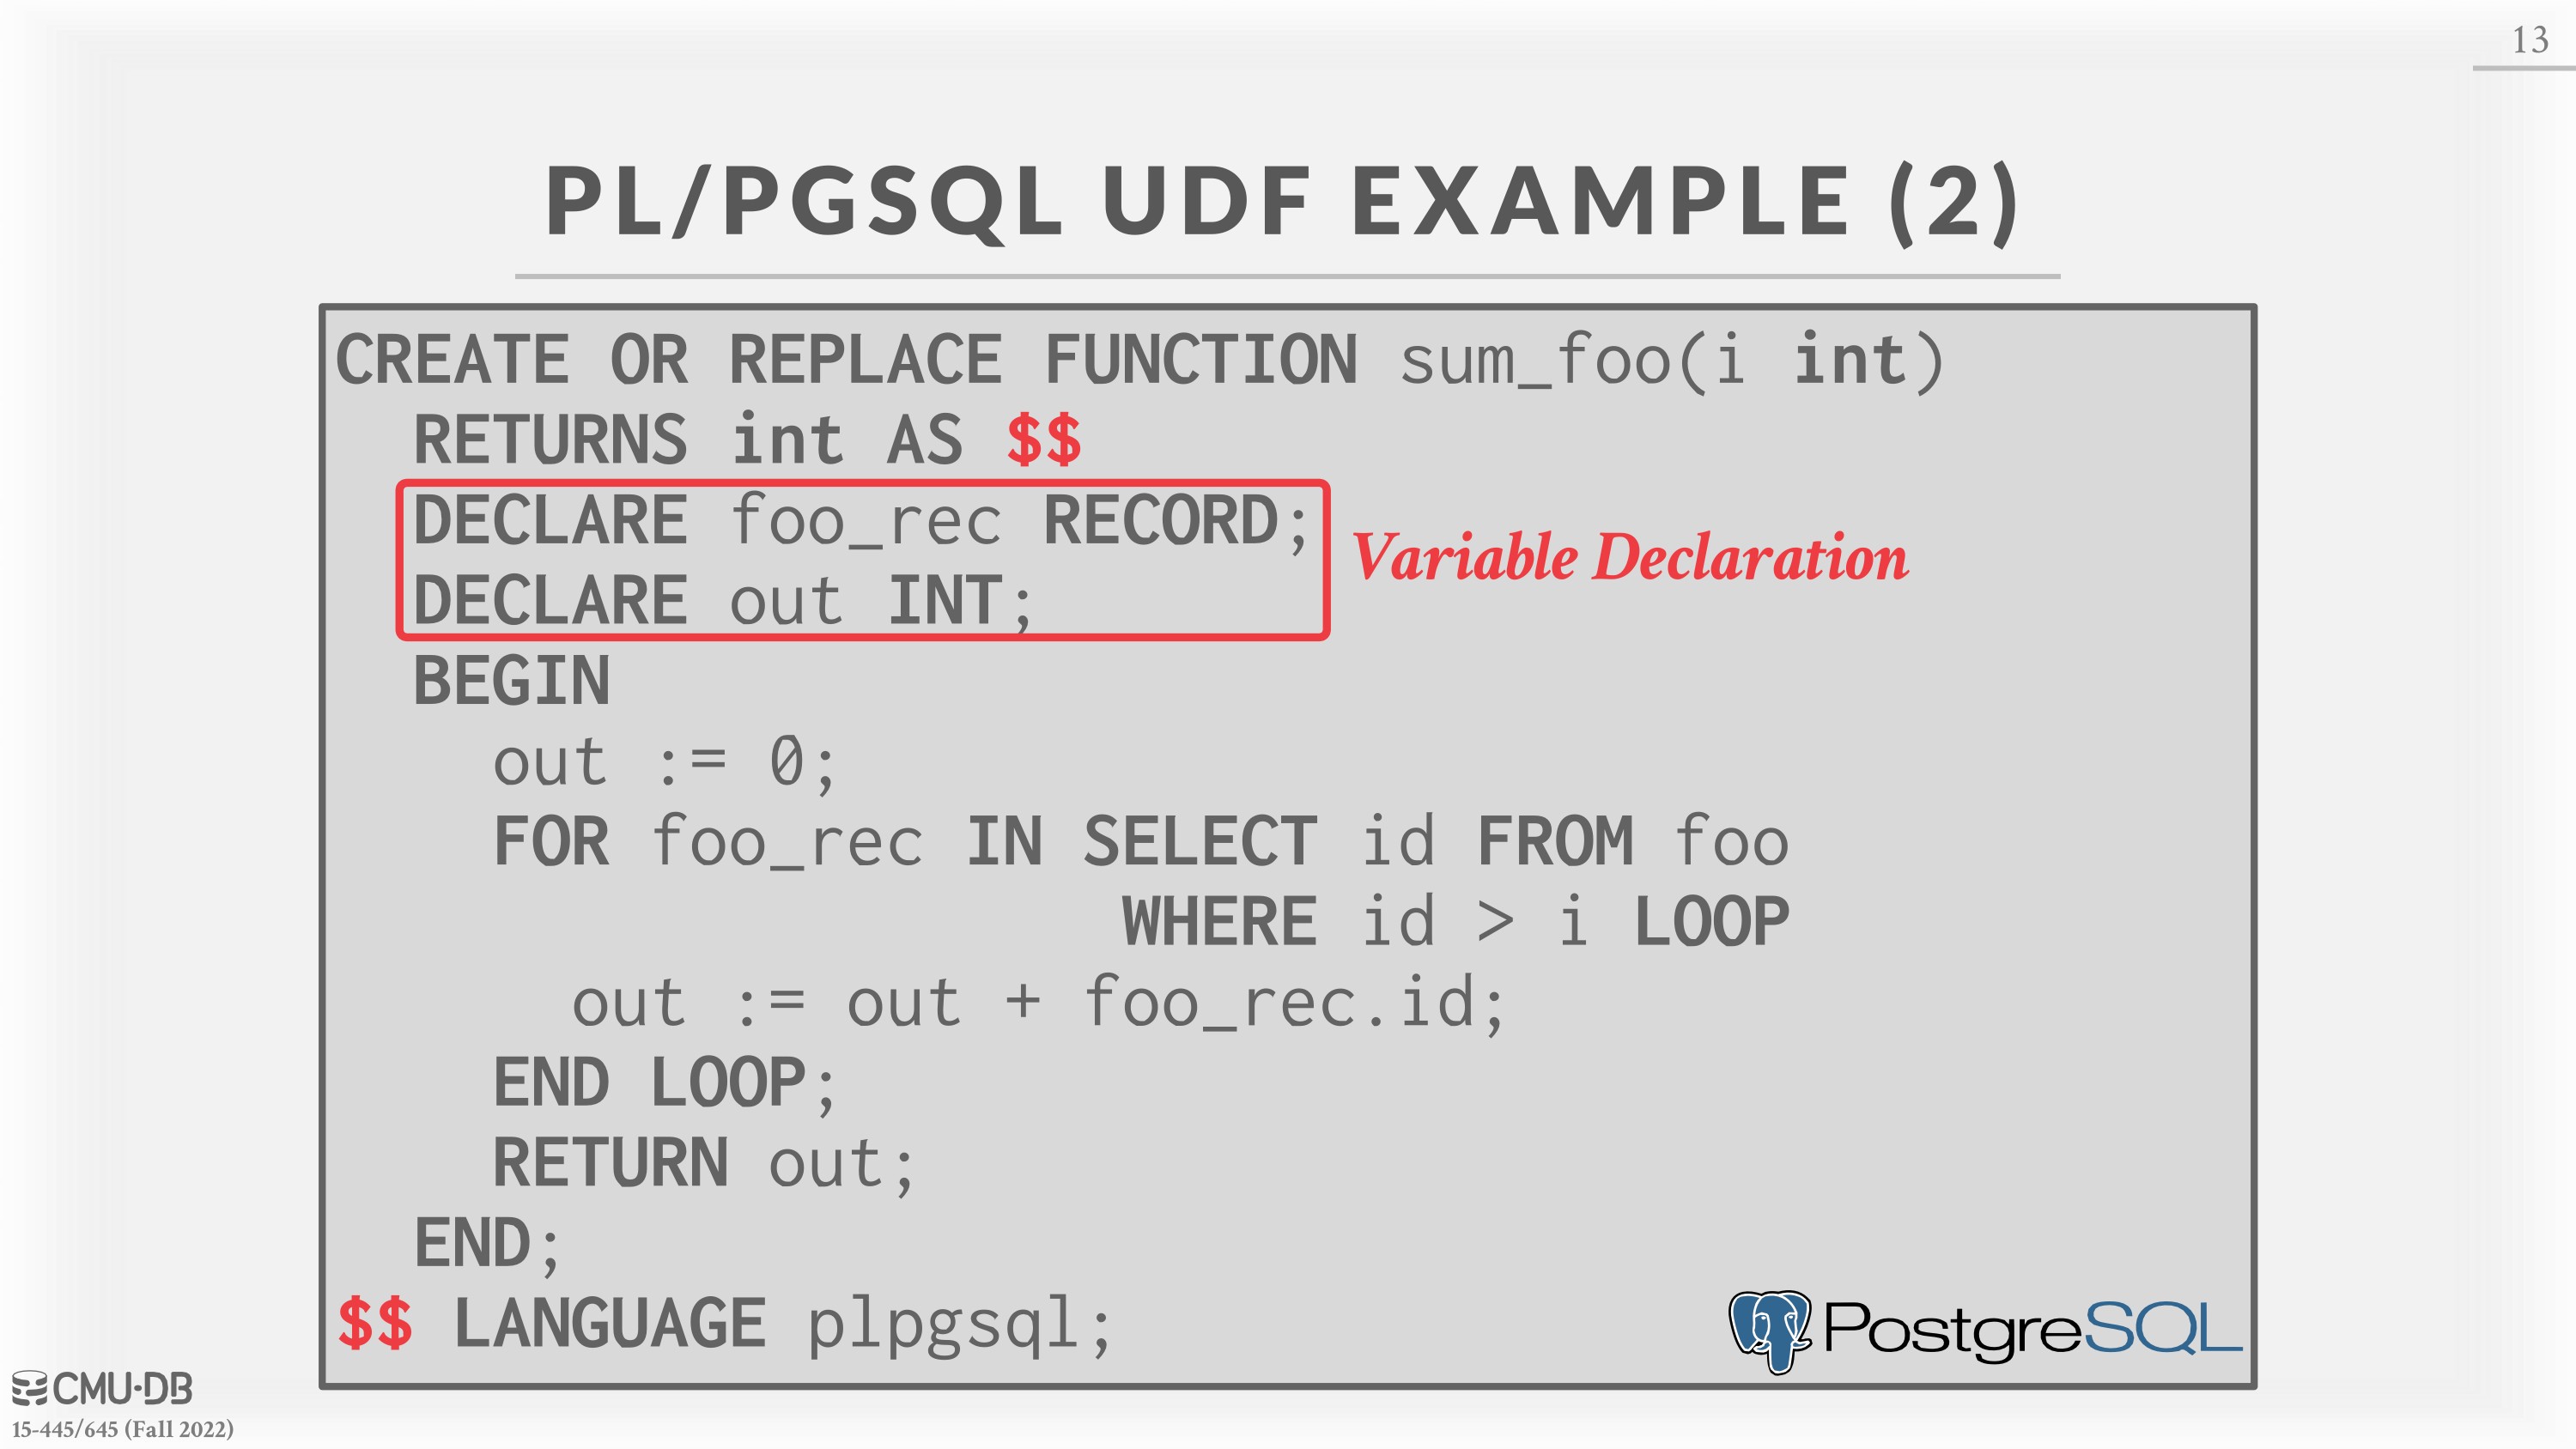 13
PL/PGSQL UDF EXAMPLE (2)
CREATE OR REPLACE FUNCTION sum_foo(i int)
RETURNS int AS $$
DECLARE foo_rec RECORD;
DECLARE out INT;
Variable Declaration
BEGIN
out := 0;
FOR foo_rec IN SELECT id FROM foo
WHERE id > i LOOP
out := out + foo_rec.id;
END LOOP;
RETURN out;
END;
$$ LANGUAGE plpgsql;
PostgreSQL
CMU·DB
15-445/645 (Fall 2022)